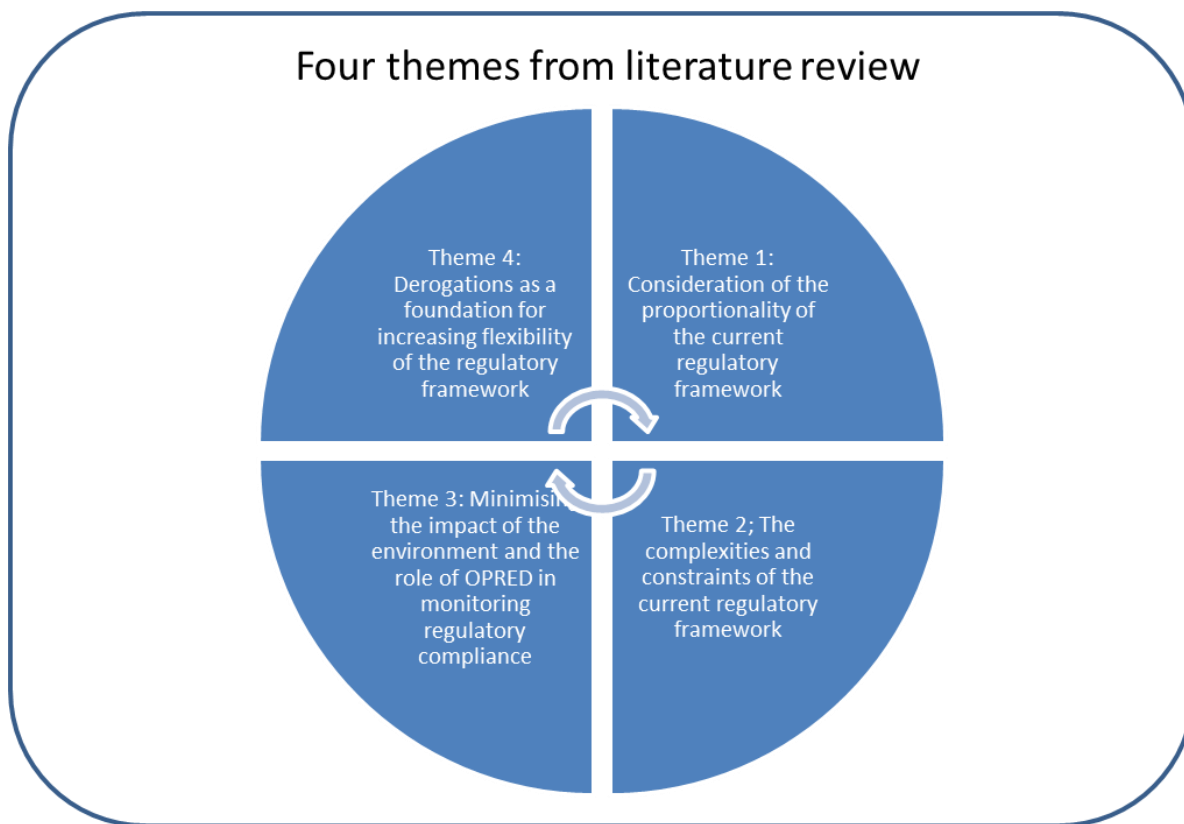 Four themes from literature review
Theme 4:
Derogations as a
foundation for
increasing flexibility
of the regulatory
framework
Theme 1:
Consideration of the
proportionality of
the current
regulatory
framework
Theme 3: Minimising
the impact of the
environment and the
role of OPRED in
monitoring
regulatory
compliance
Theme 2; The
complexities and
constraints of the
current regulatory
framework